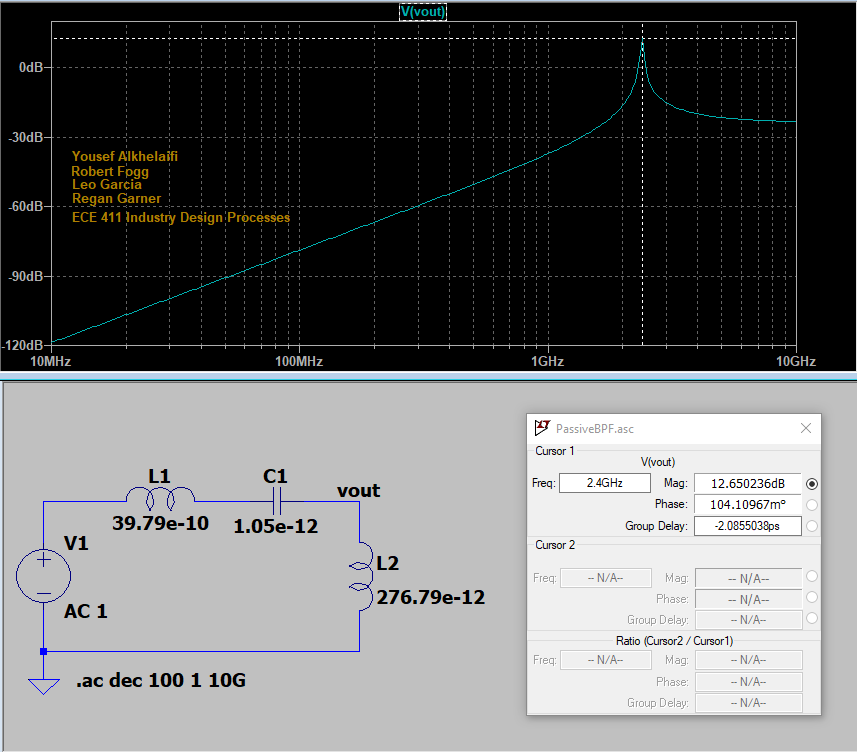 V(vout)
0dB
-30dB
-60dB
-90dB
-120dB
Yousef Alkhelaifi
Robert Fogg
Leo Garcia
Regan Garner
ECE 411 Industry Design Processes
10MHz 100MHz 1GHz 10GHz
L1 C1 vout
39.79e-10 1.05e-12
V1
L2
276.79e-12
AC 1
.ac dec 100 1 10G
PassiveBPF.asc
Cursor 1
V(vout)
Freq: 2.4GHz Mag: 12.650236dB
Phase: 104.10967m°
Group Delay: -2.0855038ps
Cursor 2
Freq: -- N/A-- Mag: -- N/A--
Phase: -- N/A--
Group Delay: -- N/A--
Ratio (Cursor2 / Cursor1)
Freq: -- N/A-- Mag: -- N/A--
Phase: -- N/A--
Group Delay: -- N/A--